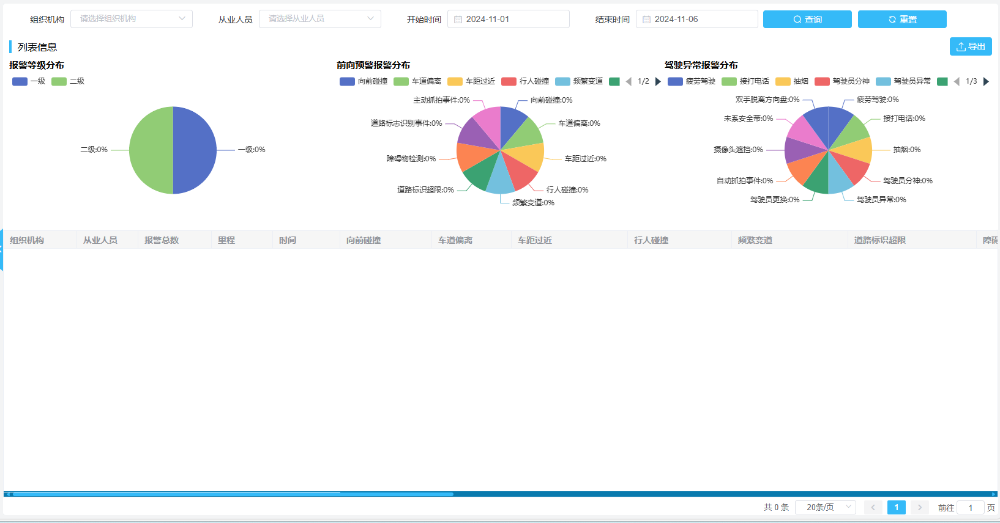 组织机构 请选择组织机构 从业人员 请选择从业人员 开始时间 2024-11-01 结束时间 2024-11-06 查询 重置
列表信息 导出
报警等级分布 前向预警报警分布 驾驶异常报警分布
一级 二级 向前碰撞 车道偏离 车距过近 行人碰撞 频繁变道 1/2 疲劳驾驶 接打电话 抽烟 驾驶员分神 驾驶员异常 1/3
二级:0% 一级:0%
主动抓拍事件:0% 向前碰撞:0%
道路标志识别事件:0% 车道偏离:0%
障碍物检测:0% 车距过近:0%
道路标识超限:0% 行人碰撞:0%
频繁变道:0%
双手脱离方向盘:0% 疲劳驾驶:0%
未系安全带:0% 接打电话:0%
摄像头遮挡:0% 抽烟:0%
自动抓拍事件:0% 驾驶员分神:0%
驾驶员更换:0% 驾驶员异常:0%
组织机构 从业人员 报警总数 里程 时间 向前碰撞 车道偏离 车距过近 行人碰撞 频繁变道 道路标识超限 障碍
共 0 条 20条/页 1 前往 1 页